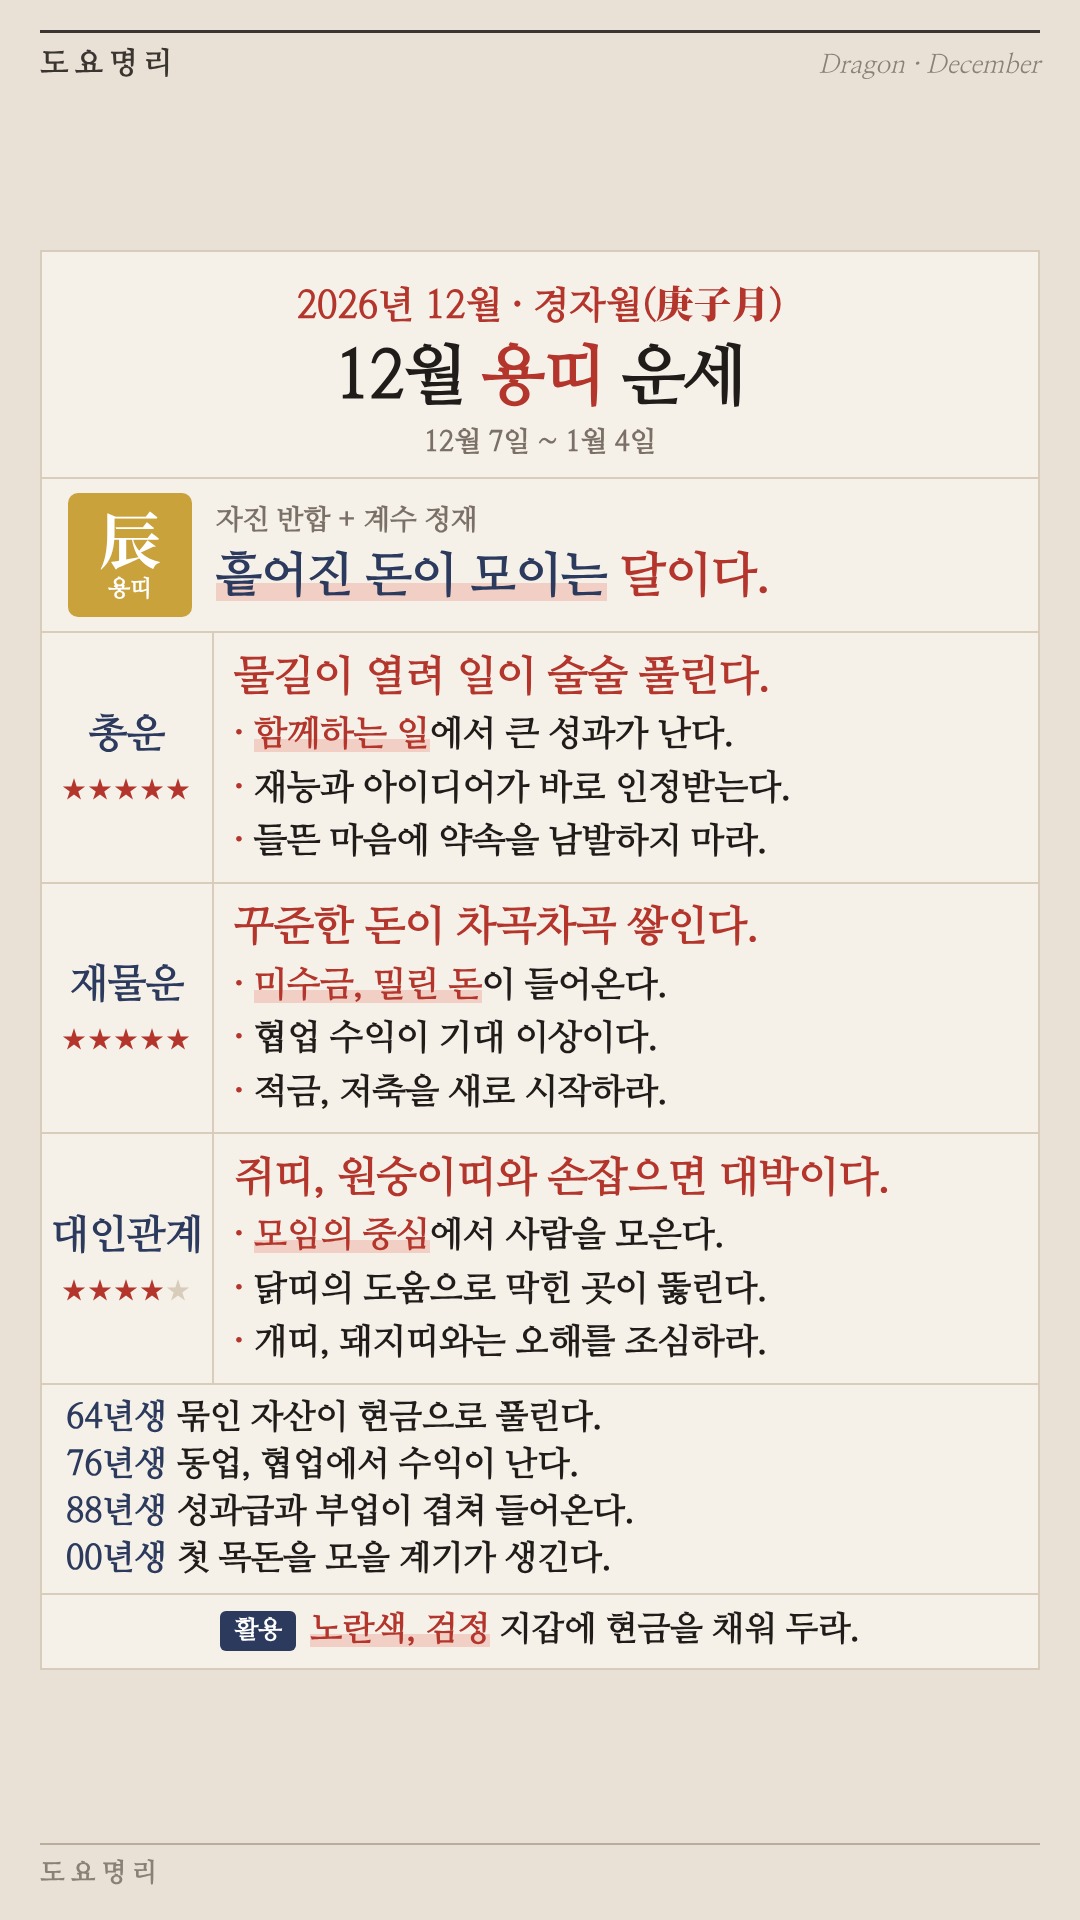 도요명리
Dragon · December
2026년 12월 · 경자월(庚子月)
12월 용띠 운세
12월 7일 ~ 1월 4일
辰
용띠
자진 반합 + 계수 정재
흩어진 돈이 모이는 달이다.
총운
★★★★★
물길이 열려 일이 술술 풀린다.
· 함께하는 일에서 큰 성과가 난다.
· 재능과 아이디어가 바로 인정받는다.
· 들뜬 마음에 약속을 남발하지 마라.
재물운
★★★★★
꾸준한 돈이 차곡차곡 쌓인다.
· 미수금, 밀린 돈이 들어온다.
· 협업 수익이 기대 이상이다.
· 적금, 저축을 새로 시작하라.
대인관계
★★★★★
쥐띠, 원숭이띠와 손잡으면 대박이다.
· 모임의 중심에서 사람을 모은다.
· 닭띠의 도움으로 막힌 곳이 뚫린다.
· 개띠, 돼지띠와는 오해를 조심하라.
64년생 묶인 자산이 현금으로 풀린다.
76년생 동업, 협업에서 수익이 난다.
88년생 성과급과 부업이 겹쳐 들어온다.
00년생 첫 목돈을 모을 계기가 생긴다.
활용 노란색, 검정 지갑에 현금을 채워 두라.
도요명리